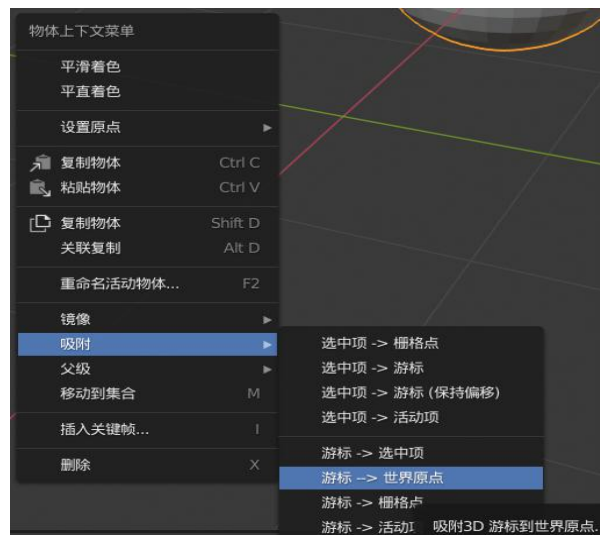 物体上下文菜单
平滑着色
平直着色
设置原点
复制物体 Ctrl C
粘贴物体 Ctrl V
复制物体 Shift D
关联复制 Alt D
重命名活动物体... F2
镜像
吸附
父级
移动到集合 M
插入关键帧... I
删除 X
选中项 -> 栅格点
选中项 -> 游标
选中项 -> 游标 (保持偏移)
选中项 -> 活动项
游标 -> 选中项
游标 --> 世界原点
游标 -> 栅格点
游标 -> 活动项
吸附3D 游标到世界原点.